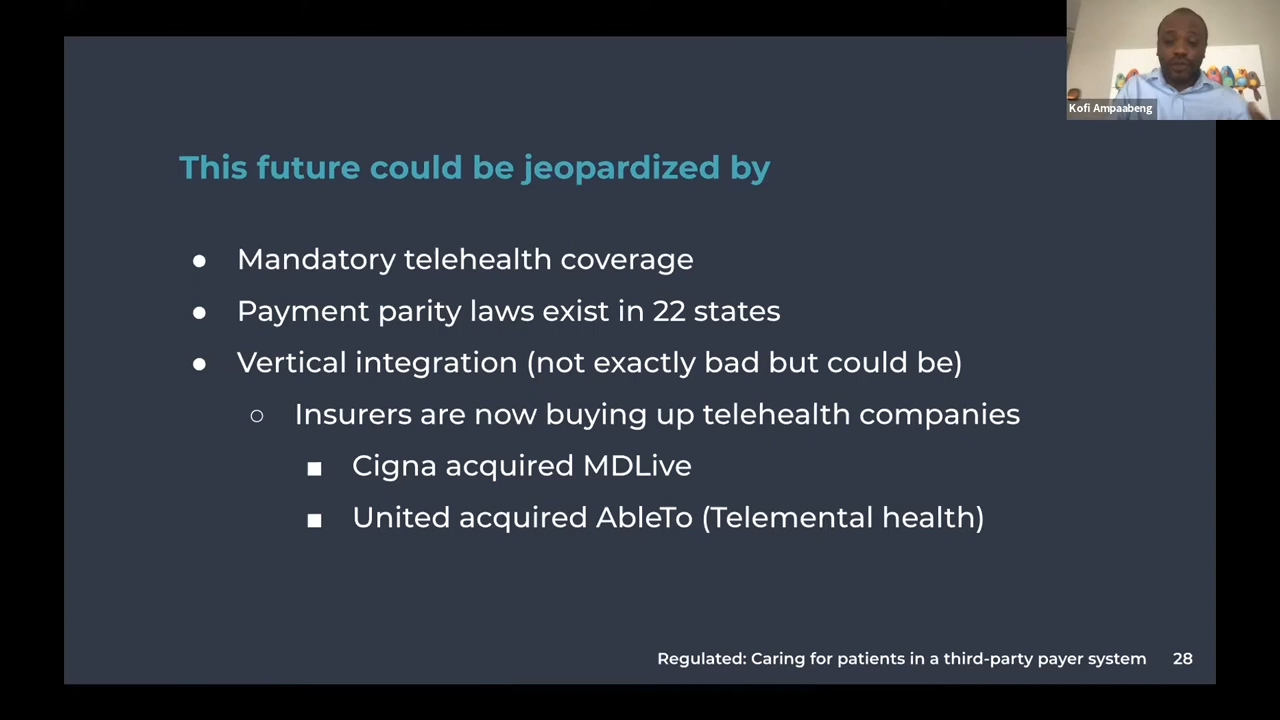 Kofi Ampaabeng
This future could be jeopardized by
● Mandatory telehealth coverage
● Payment parity laws exist in 22 states
● Vertical integration (not exactly bad but could be)
○ Insurers are now buying up telehealth companies
■ Cigna acquired MDLive
■ United acquired AbleTo (Telemental health)
Regulated: Caring for patients in a third-party payer system 28